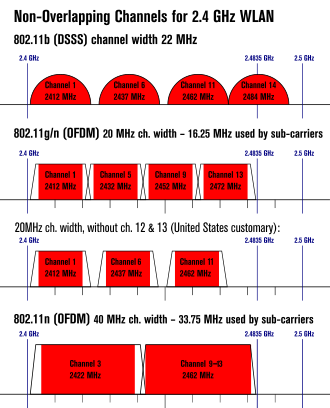 Non-Overlapping Channels for 2.4 GHz WLAN
802.11b (DSSS) channel width 22 MHz
2.4 GHz 2.4835 GHz 2.5 GHz
Channel 1 Channel 6 Channel 11 Channel 14
2412 MHz 2437 MHz 2462 MHz 2484 MHz
802.11g/n (OFDM) 20 MHz ch. width – 16.25 MHz used by sub-carriers
2.4 GHz 2.4835 GHz 2.5 GHz
Channel 1 Channel 5 Channel 9 Channel 13
2412 MHz 2432 MHz 2452 MHz 2472 MHz
20MHz ch. width, without ch. 12 & 13 (United States customary):
2.4 GHz 2.4835 GHz 2.5 GHz
Channel 1 Channel 6 Channel 11
2412 MHz 2437 MHz 2462 MHz
802.11n (OFDM) 40 MHz ch. width – 33.75 MHz used by sub-carriers
2.4 GHz 2.4835 GHz 2.5 GHz
Channel 3 Channel
2422 MHz 2462 MHz